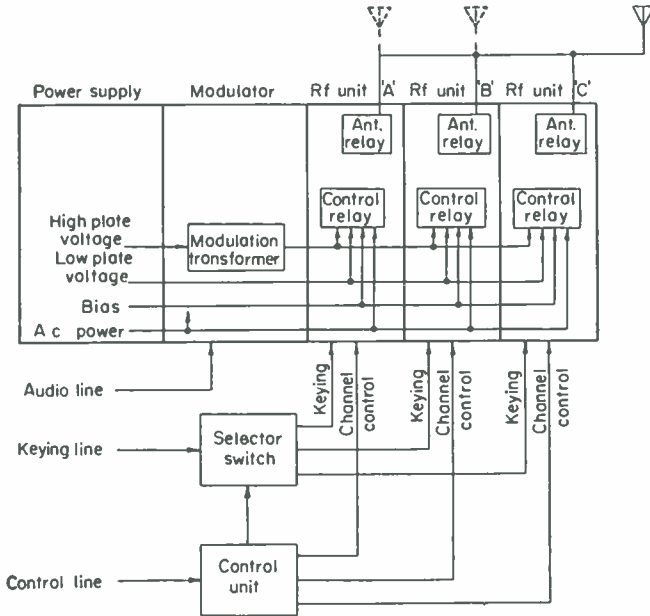 Power supply
Modulator
Rf unit 'A'
Rf unit 'B'
Rf unit 'C'
Ant. relay
Ant. relay
Ant. relay
Control relay
Control relay
Control relay
High plate voltage
Modulation transformer
Low plate voltage
Bias
Ac power
Audio line
Keying
Channel control
Keying
Channel control
Keying
Channel control
Keying line
Selector switch
Control line
Control unit